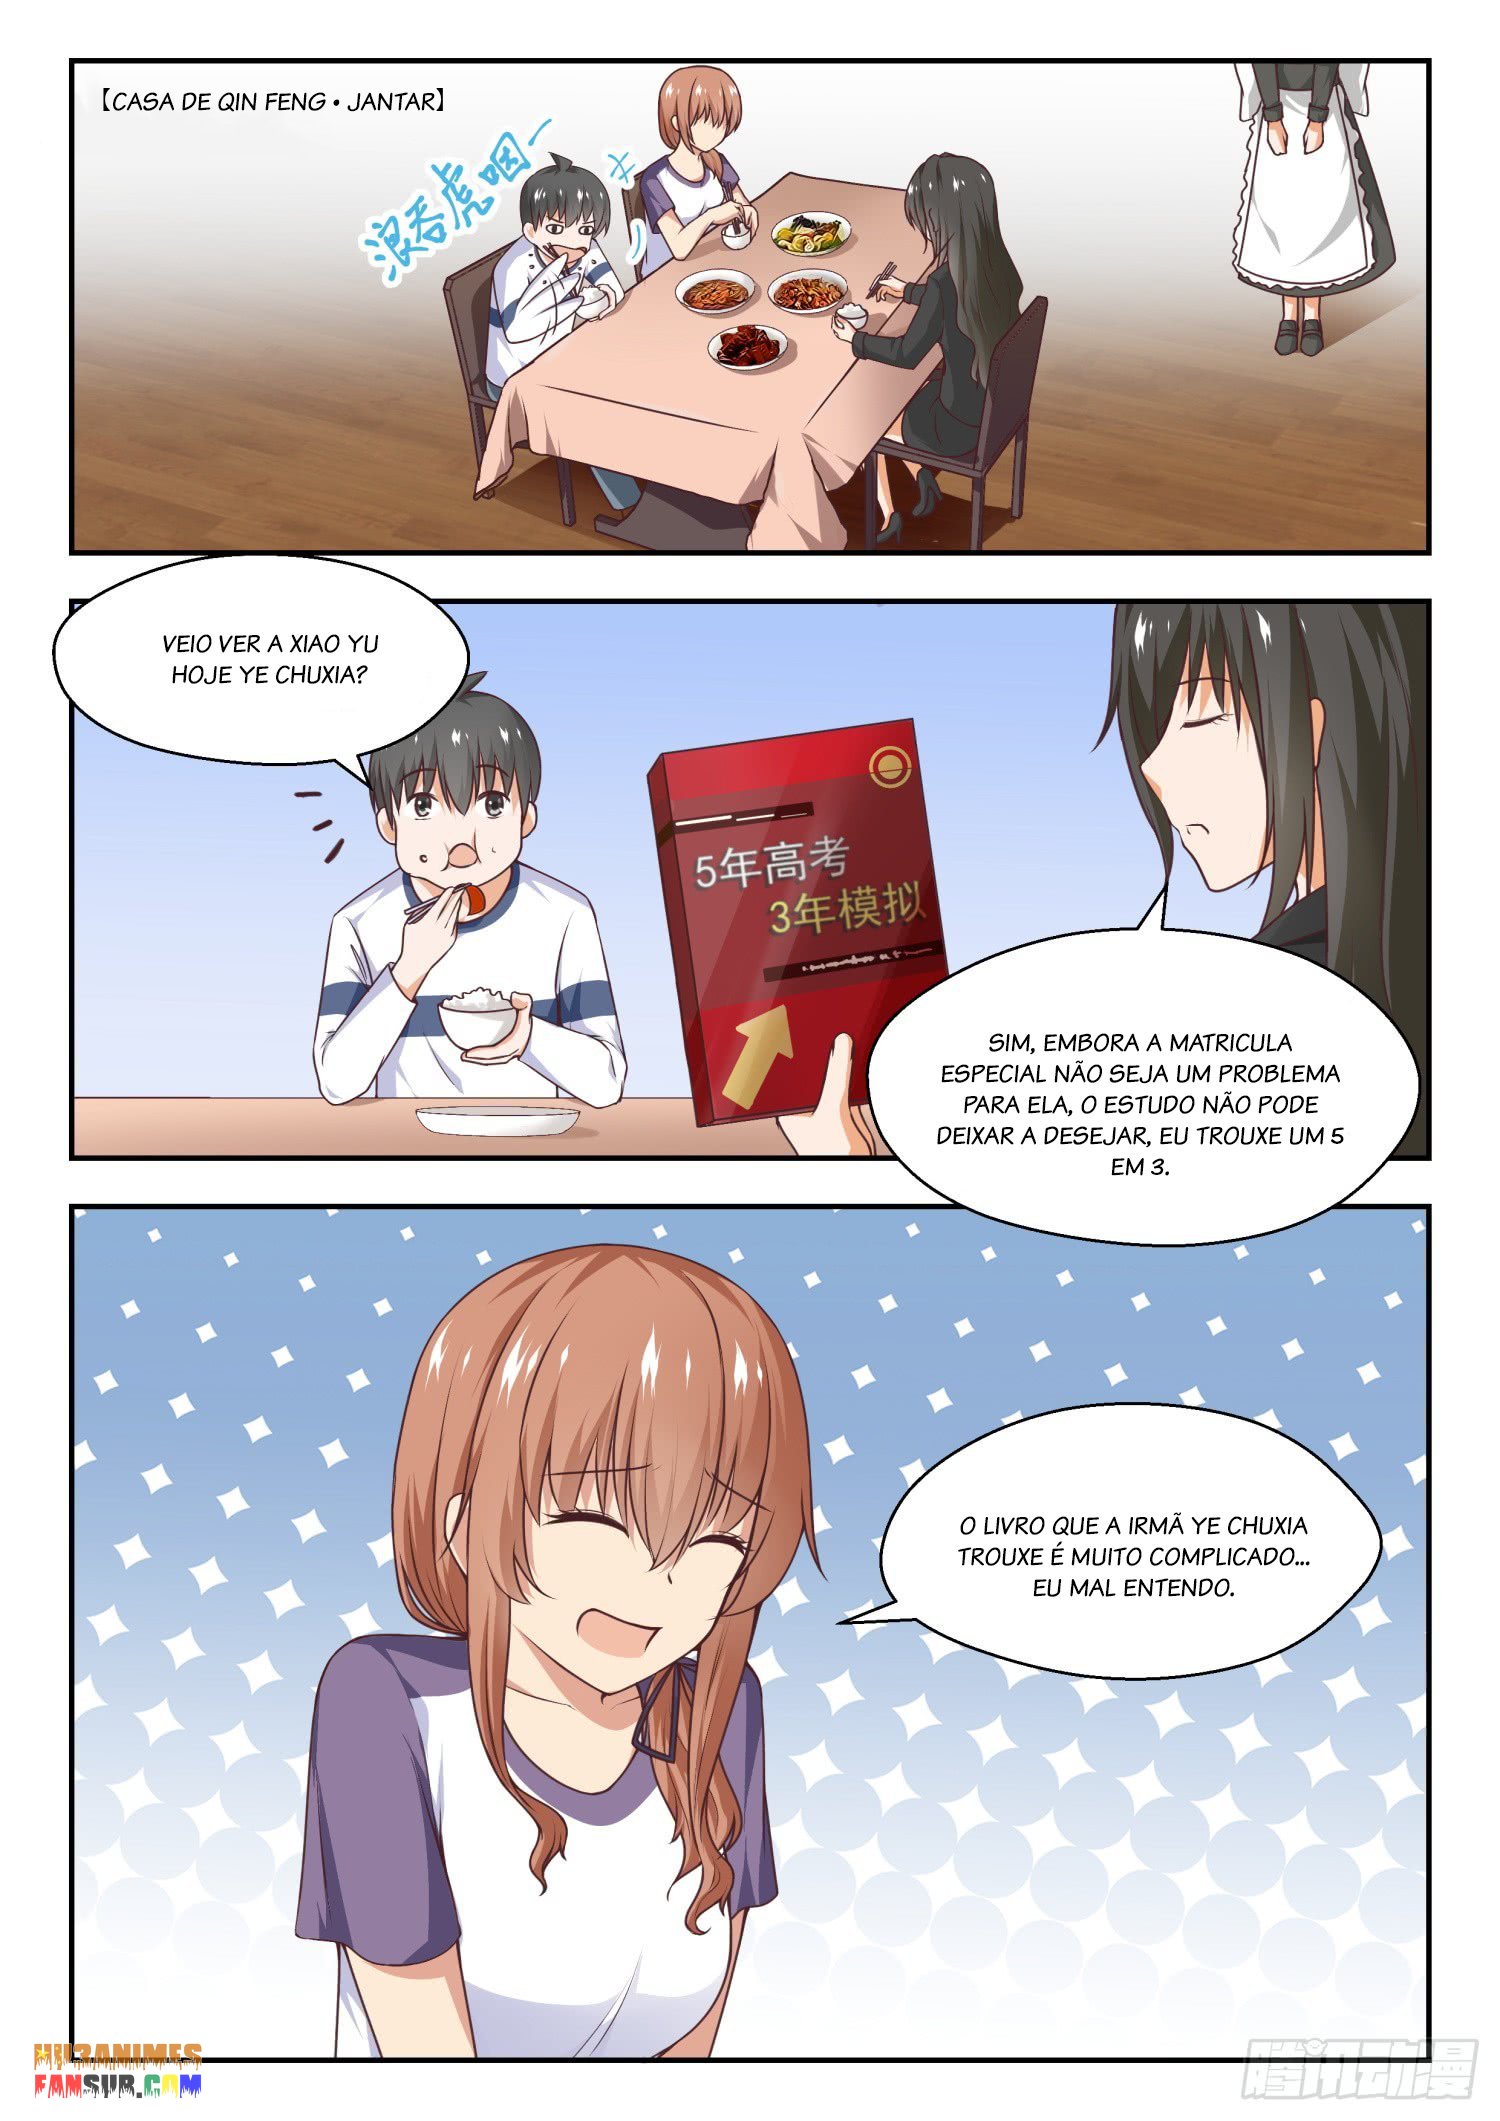 【CASA DE QIN FENG • JANTAR】
浪吞虎咽一
VEIO VER A XIAO YU
HOJE YE CHUXIA?
5年高考
3年模拟
SIM, EMBORA A MATRICULA
ESPECIAL NÃO SEJA UM PROBLEMA
PARA ELA, O ESTUDO NÃO PODE
DEIXAR A DESEJAR, EU TROUXE UM 5
EM 3.
O LIVRO QUE A IRMÃ YE CHUXIA
TROUXE É MUITO COMPLICADO...
EU MAL ENTENDO.
HU3ANIMES
FANSUB.COM
腾讯动漫